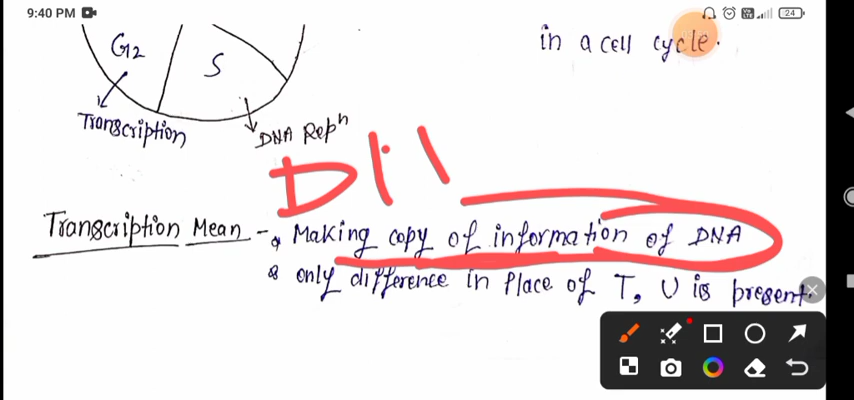 9:40 PM
24
G2
S
in a cell cycle.
Transcription
DNA Repⁿ
Transcription Mean - Making copy of information of DNA
only difference in place of T, U is present.